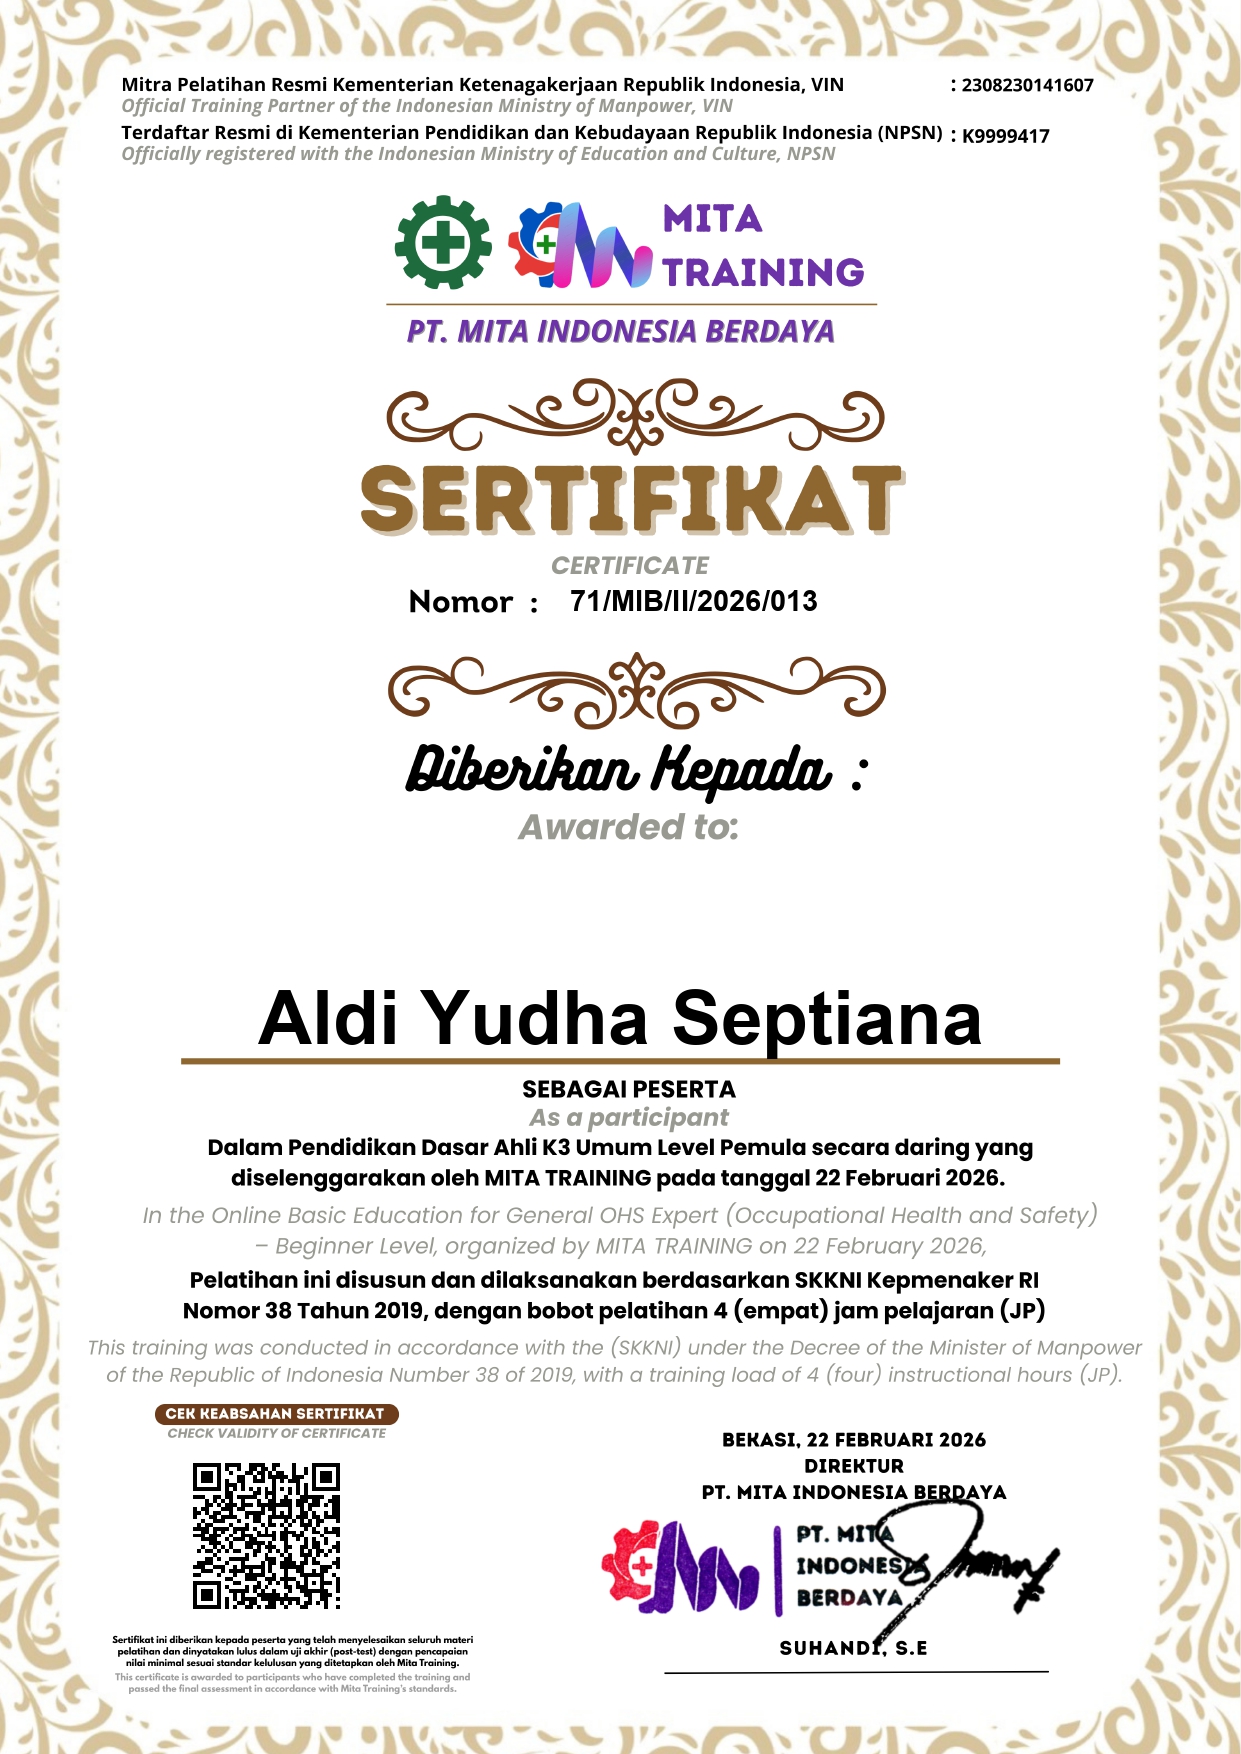 Mitra Pelatihan Resmi Kementerian Ketenagakerjaan Republik Indonesia, VIN : 2308230141607
Official Training Partner of the Indonesian Ministry of Manpower, VIN
Terdaftar Resmi di Kementerian Pendidikan dan Kebudayaan Republik Indonesia (NPSN) : K9999417
Officially registered with the Indonesian Ministry of Education and Culture, NPSN
MITA
TRAINING
PT. MITA INDONESIA BERDAYA
SERTIFIKAT
CERTIFICATE
Nomor : 71/MIB/II/2026/013
Diberikan Kepada :
Awarded to:
Aldi Yudha Septiana
SEBAGAI PESERTA
As a participant
Dalam Pendidikan Dasar Ahli K3 Umum Level Pemula secara daring yang
diselenggarakan oleh MITA TRAINING pada tanggal 22 Februari 2026.
In the Online Basic Education for General OHS Expert (Occupational Health and Safety)
– Beginner Level, organized by MITA TRAINING on 22 February 2026,
Pelatihan ini disusun dan dilaksanakan berdasarkan SKKNI Kepmenaker RI
Nomor 38 Tahun 2019, dengan bobot pelatihan 4 (empat) jam pelajaran (JP)
This training was conducted in accordance with the (SKKNI) under the Decree of the Minister of Manpower
of the Republic of Indonesia Number 38 of 2019, with a training load of 4 (four) instructional hours (JP).
CEK KEABSAHAN SERTIFIKAT
CHECK VALIDITY OF CERTIFICATE
Sertifikat ini diberikan kepada peserta yang telah menyelesaikan seluruh materi
pelatihan dan dinyatakan lulus dalam uji akhir (post-test) dengan pencapaian
nilai minimal sesuai standar kelulusan yang ditetapkan oleh Mita Training.
This certificate is awarded to participants who have completed the training and
passed the final assessment in accordance with Mita Training's standards.
BEKASI, 22 FEBRUARI 2026
DIREKTUR
PT. MITA INDONESIA BERDAYA
PT. MITA
INDONESIA
BERDAYA
SUHANDI, S.E